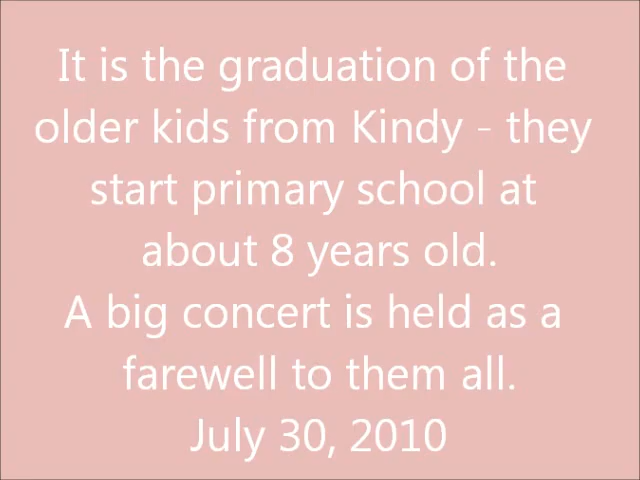 It is the graduation of the
older kids from Kindy - they
start primary school at
about 8 years old.
A big concert is held as a
farewell to them all.
July 30, 2010